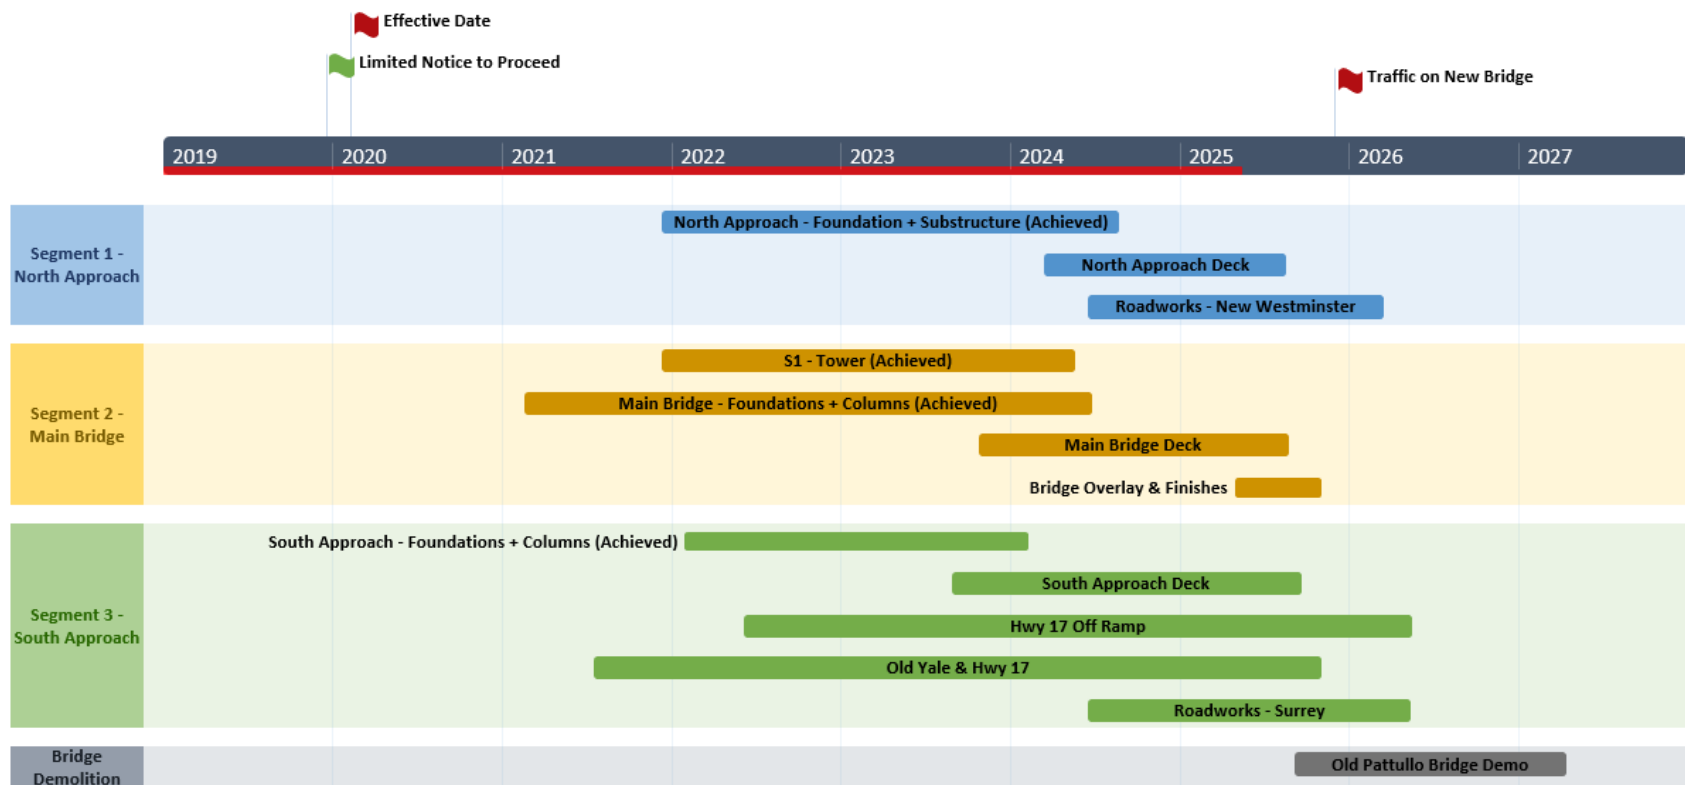 Effective Date
Limited Notice to Proceed
Traffic on New Bridge
2019 2020 2021 2022 2023 2024 2025 2026 2027
Segment 1 -
North Approach
North Approach - Foundation + Substructure (Achieved)
North Approach Deck
Roadworks - New Westminster
Segment 2 -
Main Bridge
S1 - Tower (Achieved)
Main Bridge - Foundations + Columns (Achieved)
Main Bridge Deck
Bridge Overlay & Finishes
Segment 3 -
South Approach
South Approach - Foundations + Columns (Achieved)
South Approach Deck
Hwy 17 Off Ramp
Old Yale & Hwy 17
Roadworks - Surrey
Bridge
Demolition
Old Pattullo Bridge Demo